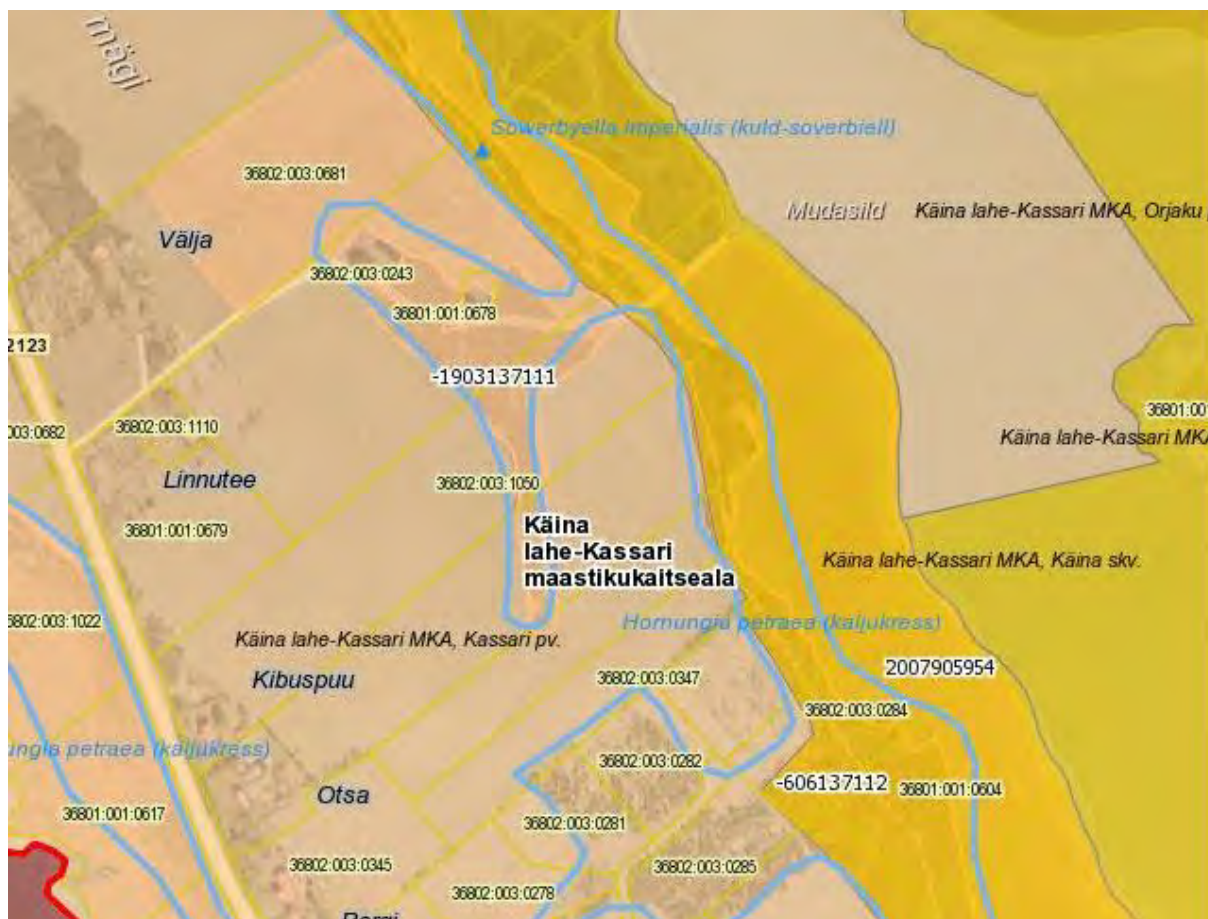 mägi
Sowerbyella imperialis (kuld-soverbiell)
36802:003:0681
Mudasild
Käina lahe-Kassari MKA, Orjaku
Välja
36802:003:0243
36801:001:0678
2123
-1903137111
36801:00
003:0682
36802:003:1110
Käina lahe-Kassari MKA
Linnutee
36802:003:1050
36801:001:0679
Käina
lahe-Kassari
maastikukaitseala
Käina lahe-Kassari MKA, Käina skv.
6802:003:1022
Hornungia petraea (kaljukress)
Käina lahe-Kassari MKA, Kassari pv.
2007905954
Kibuspuu
36802:003:0347
36802:003:0284
ungia petraea (kaljukress)
36802:003:0282
-606137112
36801:001:0604
Otsa
36801:001:0617
36802:003:0281
36802:003:0345
36802:003:0285
36802:003:0278